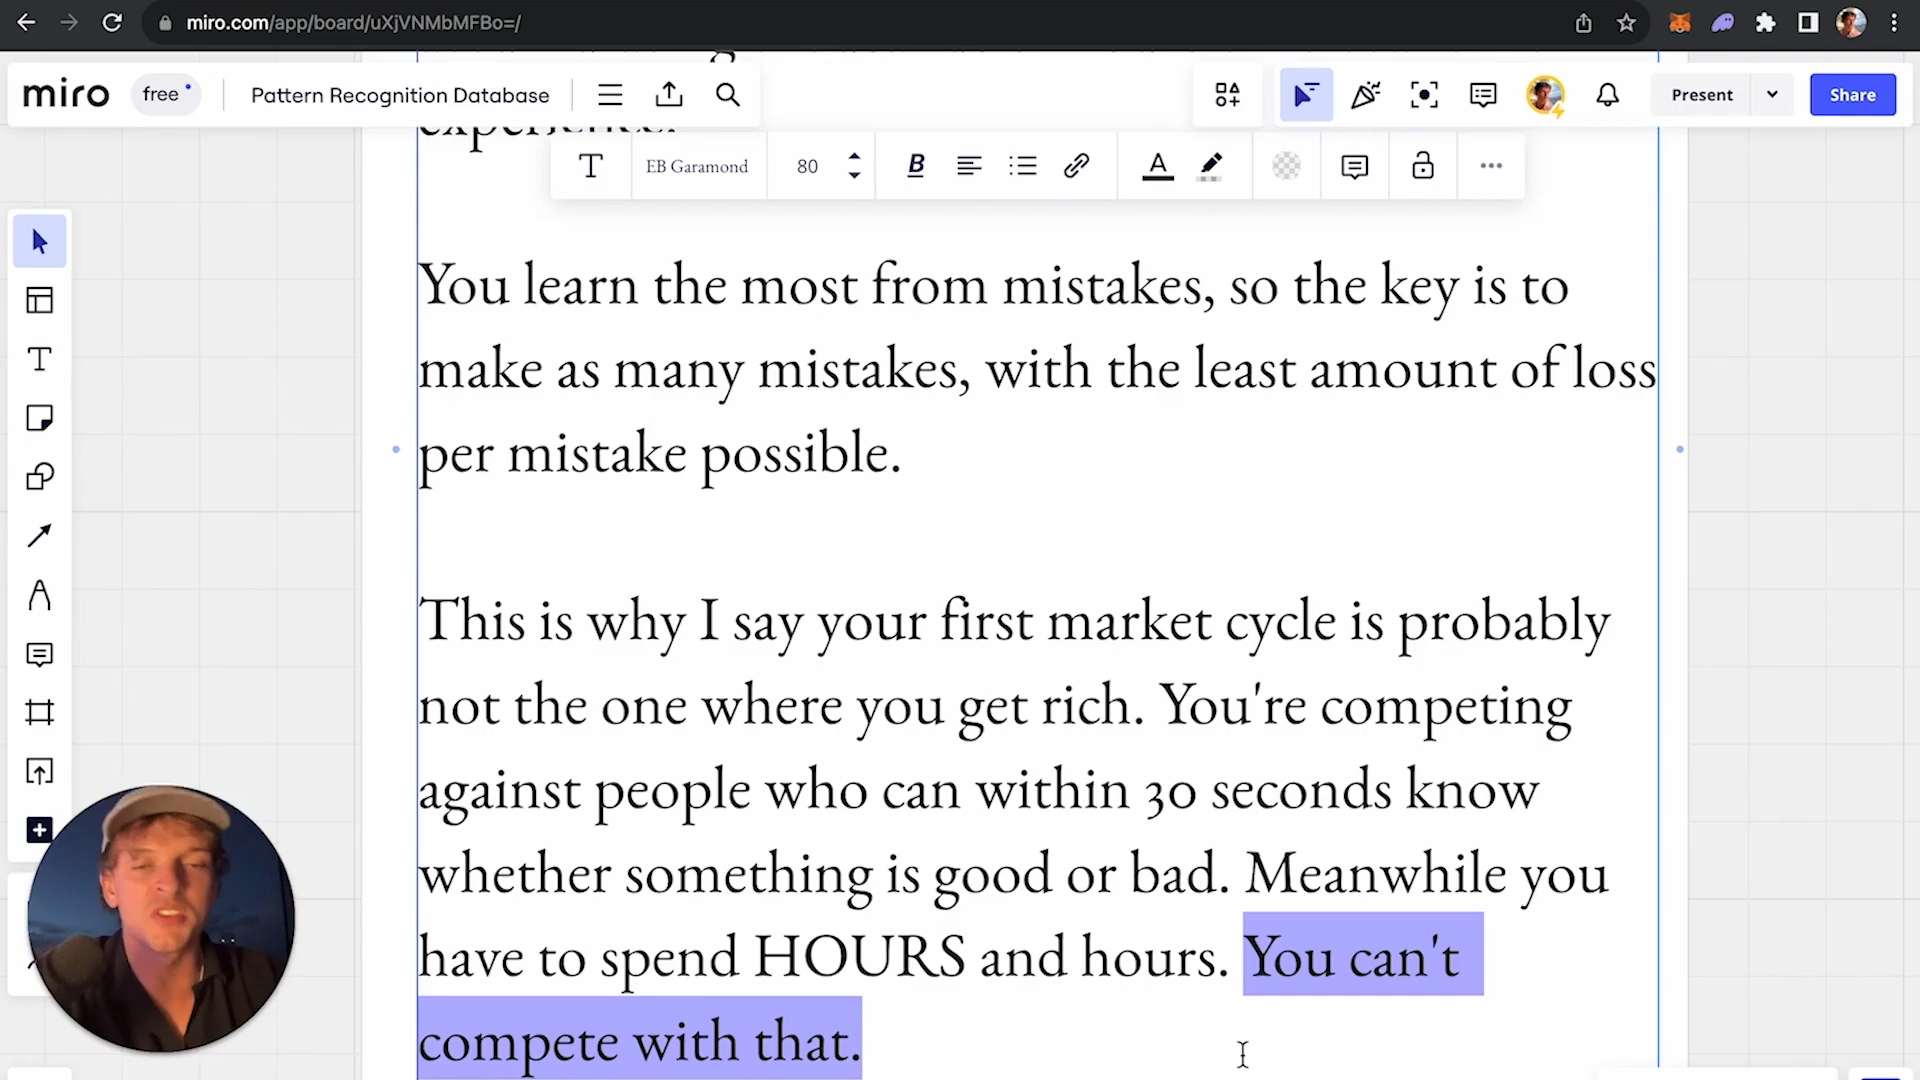 miro.com/app/board/uXjVNMbMFBo=/
miro
free
Pattern Recognition Database
Present
Share
experience.
EB Garamond
80
You learn the most from mistakes, so the key is to
make as many mistakes, with the least amount of loss
per mistake possible.
This is why I say your first market cycle is probably
not the one where you get rich. You're competing
against people who can within 30 seconds know
whether something is good or bad. Meanwhile you
have to spend HOURS and hours. You can't
compete with that.